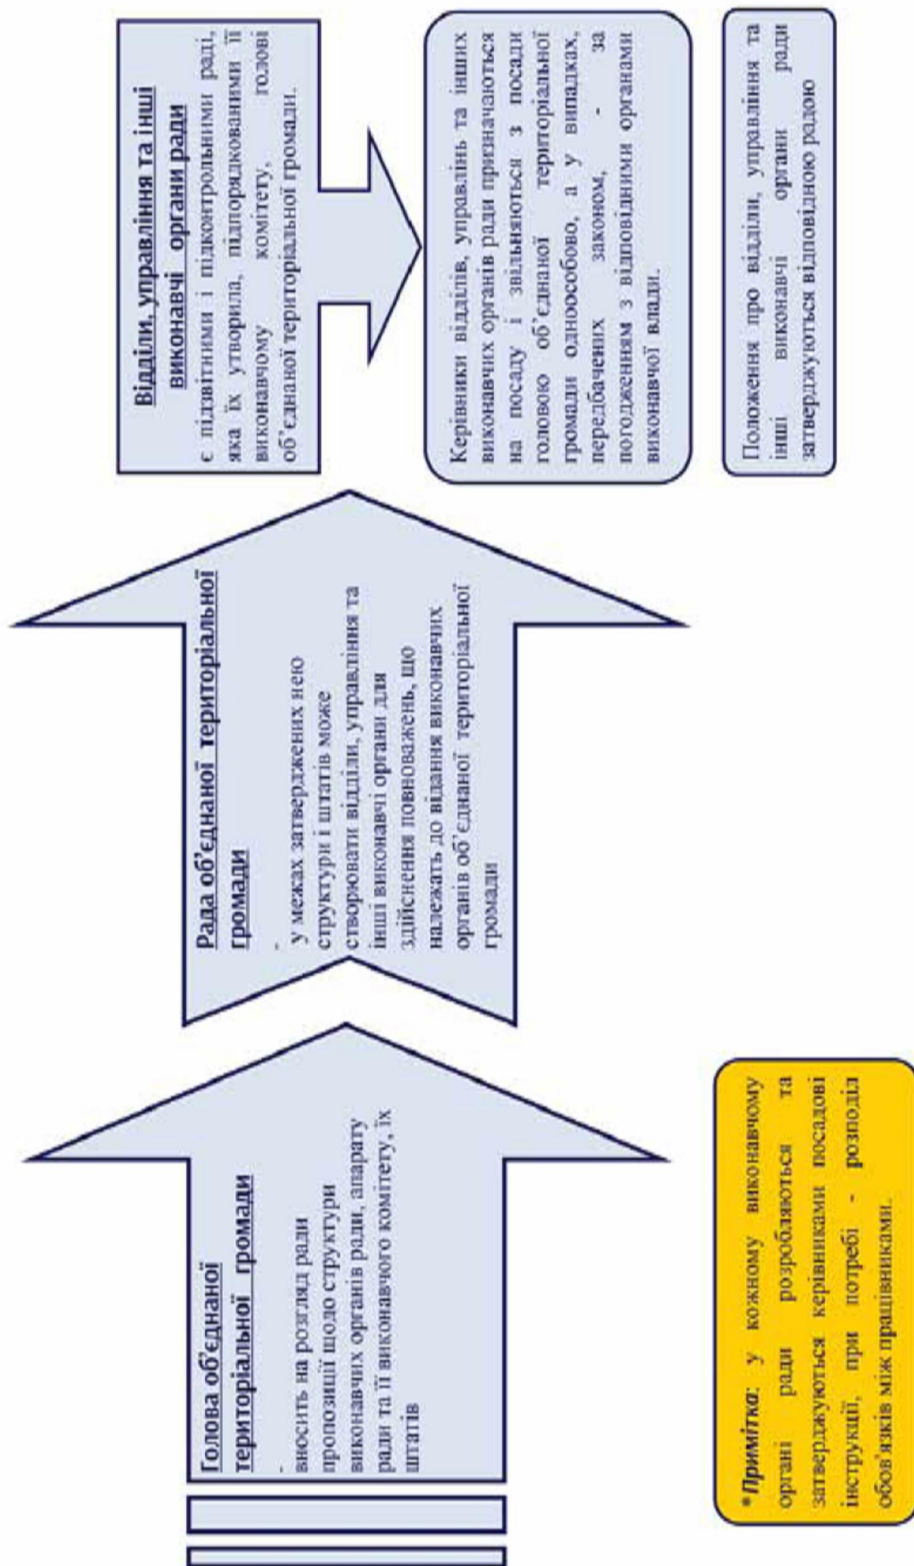 Голова об'єднаної
територіальної громади
-
вносить на розгляд ради
пропозиції щодо структури
виконавчих органів ради, апарату
ради та її виконавчого комітету, їх
штатів
Рада об'єднаної територіальної
громади
-
у межах затверджених нею
структури і штатів може
створювати відділи, управління та
інші виконавчі органи для
здійснення повноважень, що
належать до відання виконавчих
органів об'єднаної територіальної
громади
Відділи, управління та інші
виконавчі органи ради
є підзвітними і підконтрольними раді,
яка їх утворила, підпорядкованими її
виконавчому комітету, голові
об'єднаної територіальної громади.
Керівники відділів, управлінь та інших
виконавчих органів ради призначаються
на посаду і звільняються з посади
головою об'єднаної територіальної
громади одноособово, а у випадках,
передбачених законом, - за
погодженням з відповідними органами
виконавчої влади.
Положення про відділи, управління та
інші виконавчі органи ради
затверджуються відповідною радою
*Примітка: у кожному виконавчому
органі ради розробляються та
затверджуються керівниками посадові
інструкції, при потребі - розподіл
обов'язків між працівниками.